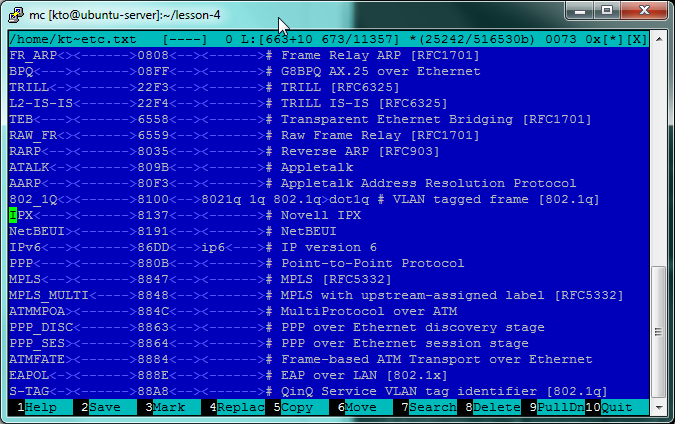 mc [kto@ubuntu-server]:~/lesson-4
/home/kt~etc.txt   [----]  0 L:[663+10 673/11357] *(25242/516530b) 0073 0x[*][X]
FR_ARP<><------>0808<--><------># Frame Relay ARP [RFC1701]
BPQ<--><------->08FF<--><------># G8BPQ AX.25 over Ethernet
TRILL<-><------>22F3<--><------># TRILL [RFC6325]
L2-IS-IS<------>22F4<--><------># TRILL IS-IS [RFC6325]
TEB<---><------>6558<--><------># Transparent Ethernet Bridging [RFC1701]
RAW_FR<><------>6559<--><------># Raw Frame Relay [RFC1701]
RARP<--><------>8035<--><------># Reverse ARP [RFC903]
ATALK<-><------>809B<--><------># Appletalk
AARP<--><------>80F3<--><------># Appletalk Address Resolution Protocol
802_1Q<><------>8100<-->8021q 1q 802.1q>dot1q # VLAN tagged frame [802.1q]
IPX<---><------>8137<--><------># Novell IPX
NetBEUI><------>8191<--><------># NetBEUI
IPv6<--><------>86DD<-->ip6<---># IP version 6
PPP<---><------>880B<--><------># Point-to-Point Protocol
MPLS<--><------>8847<--><------># MPLS [RFC5332]
MPLS_MULTI<---->8848<--><------># MPLS with upstream-assigned label [RFC5332]
ATMMPOA><------>884C<--><------># MultiProtocol over ATM
PPP_DISC<------>8863<--><------># PPP over Ethernet discovery stage
PPP_SES><------>8864<--><------># PPP over Ethernet session stage
ATMFATE><------>8884<--><------># Frame-based ATM Transport over Ethernet
EAPOL<-><------>888E<--><------># EAP over LAN [802.1x]
S-TAG<-><------>88A8<--><------># QinQ Service VLAN tag identifier [802.1q]
1Help 2Save 3Mark 4Replac 5Copy 6Move 7Search 8Delete 9PullDn 10Quit